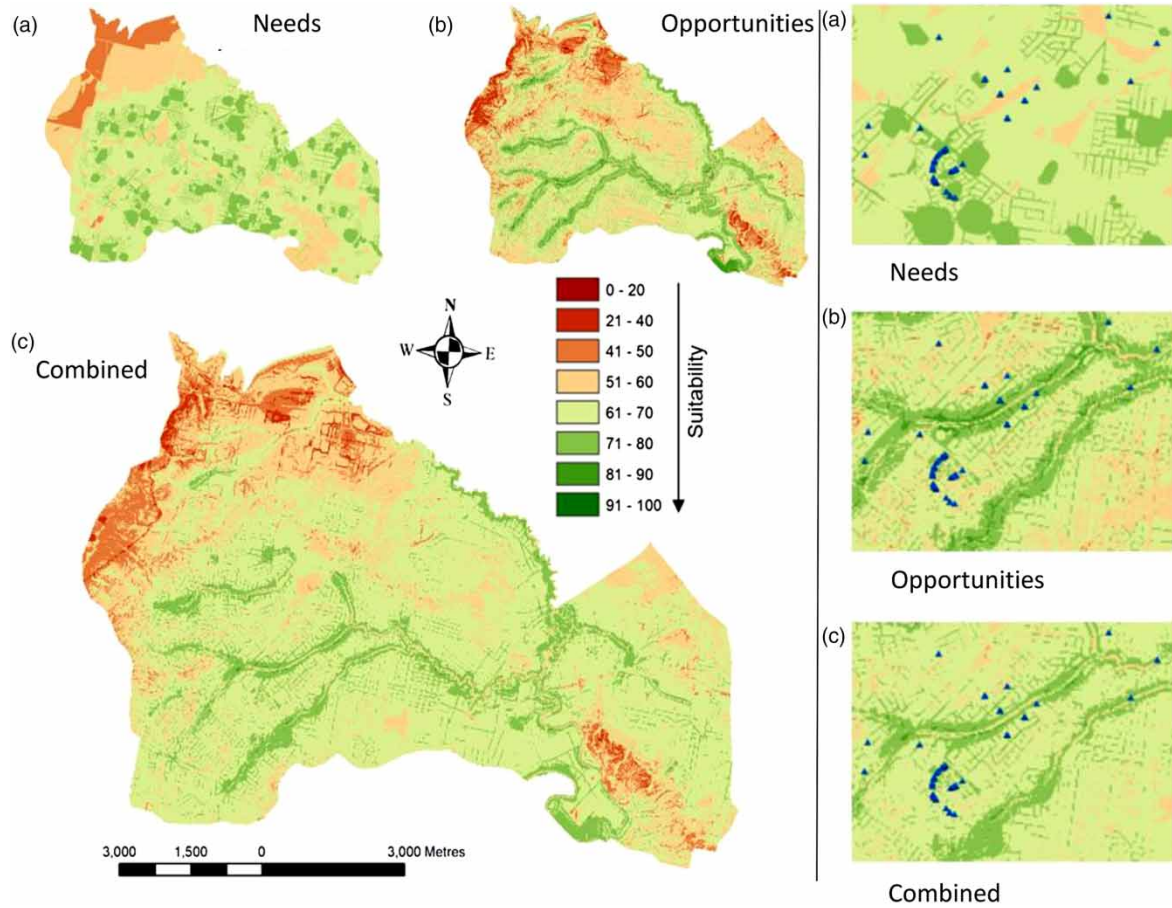 (a)
Needs
(b)
Opportunities
(a)
Needs
(b)
Opportunities
(c)
Combined
N
W
E
S
0 - 20
21 - 40
41 - 50
51 - 60
61 - 70
71 - 80
81 - 90
91 - 100
Suitability
(c)
Combined
3,000 1,500 0 3,000 Metres